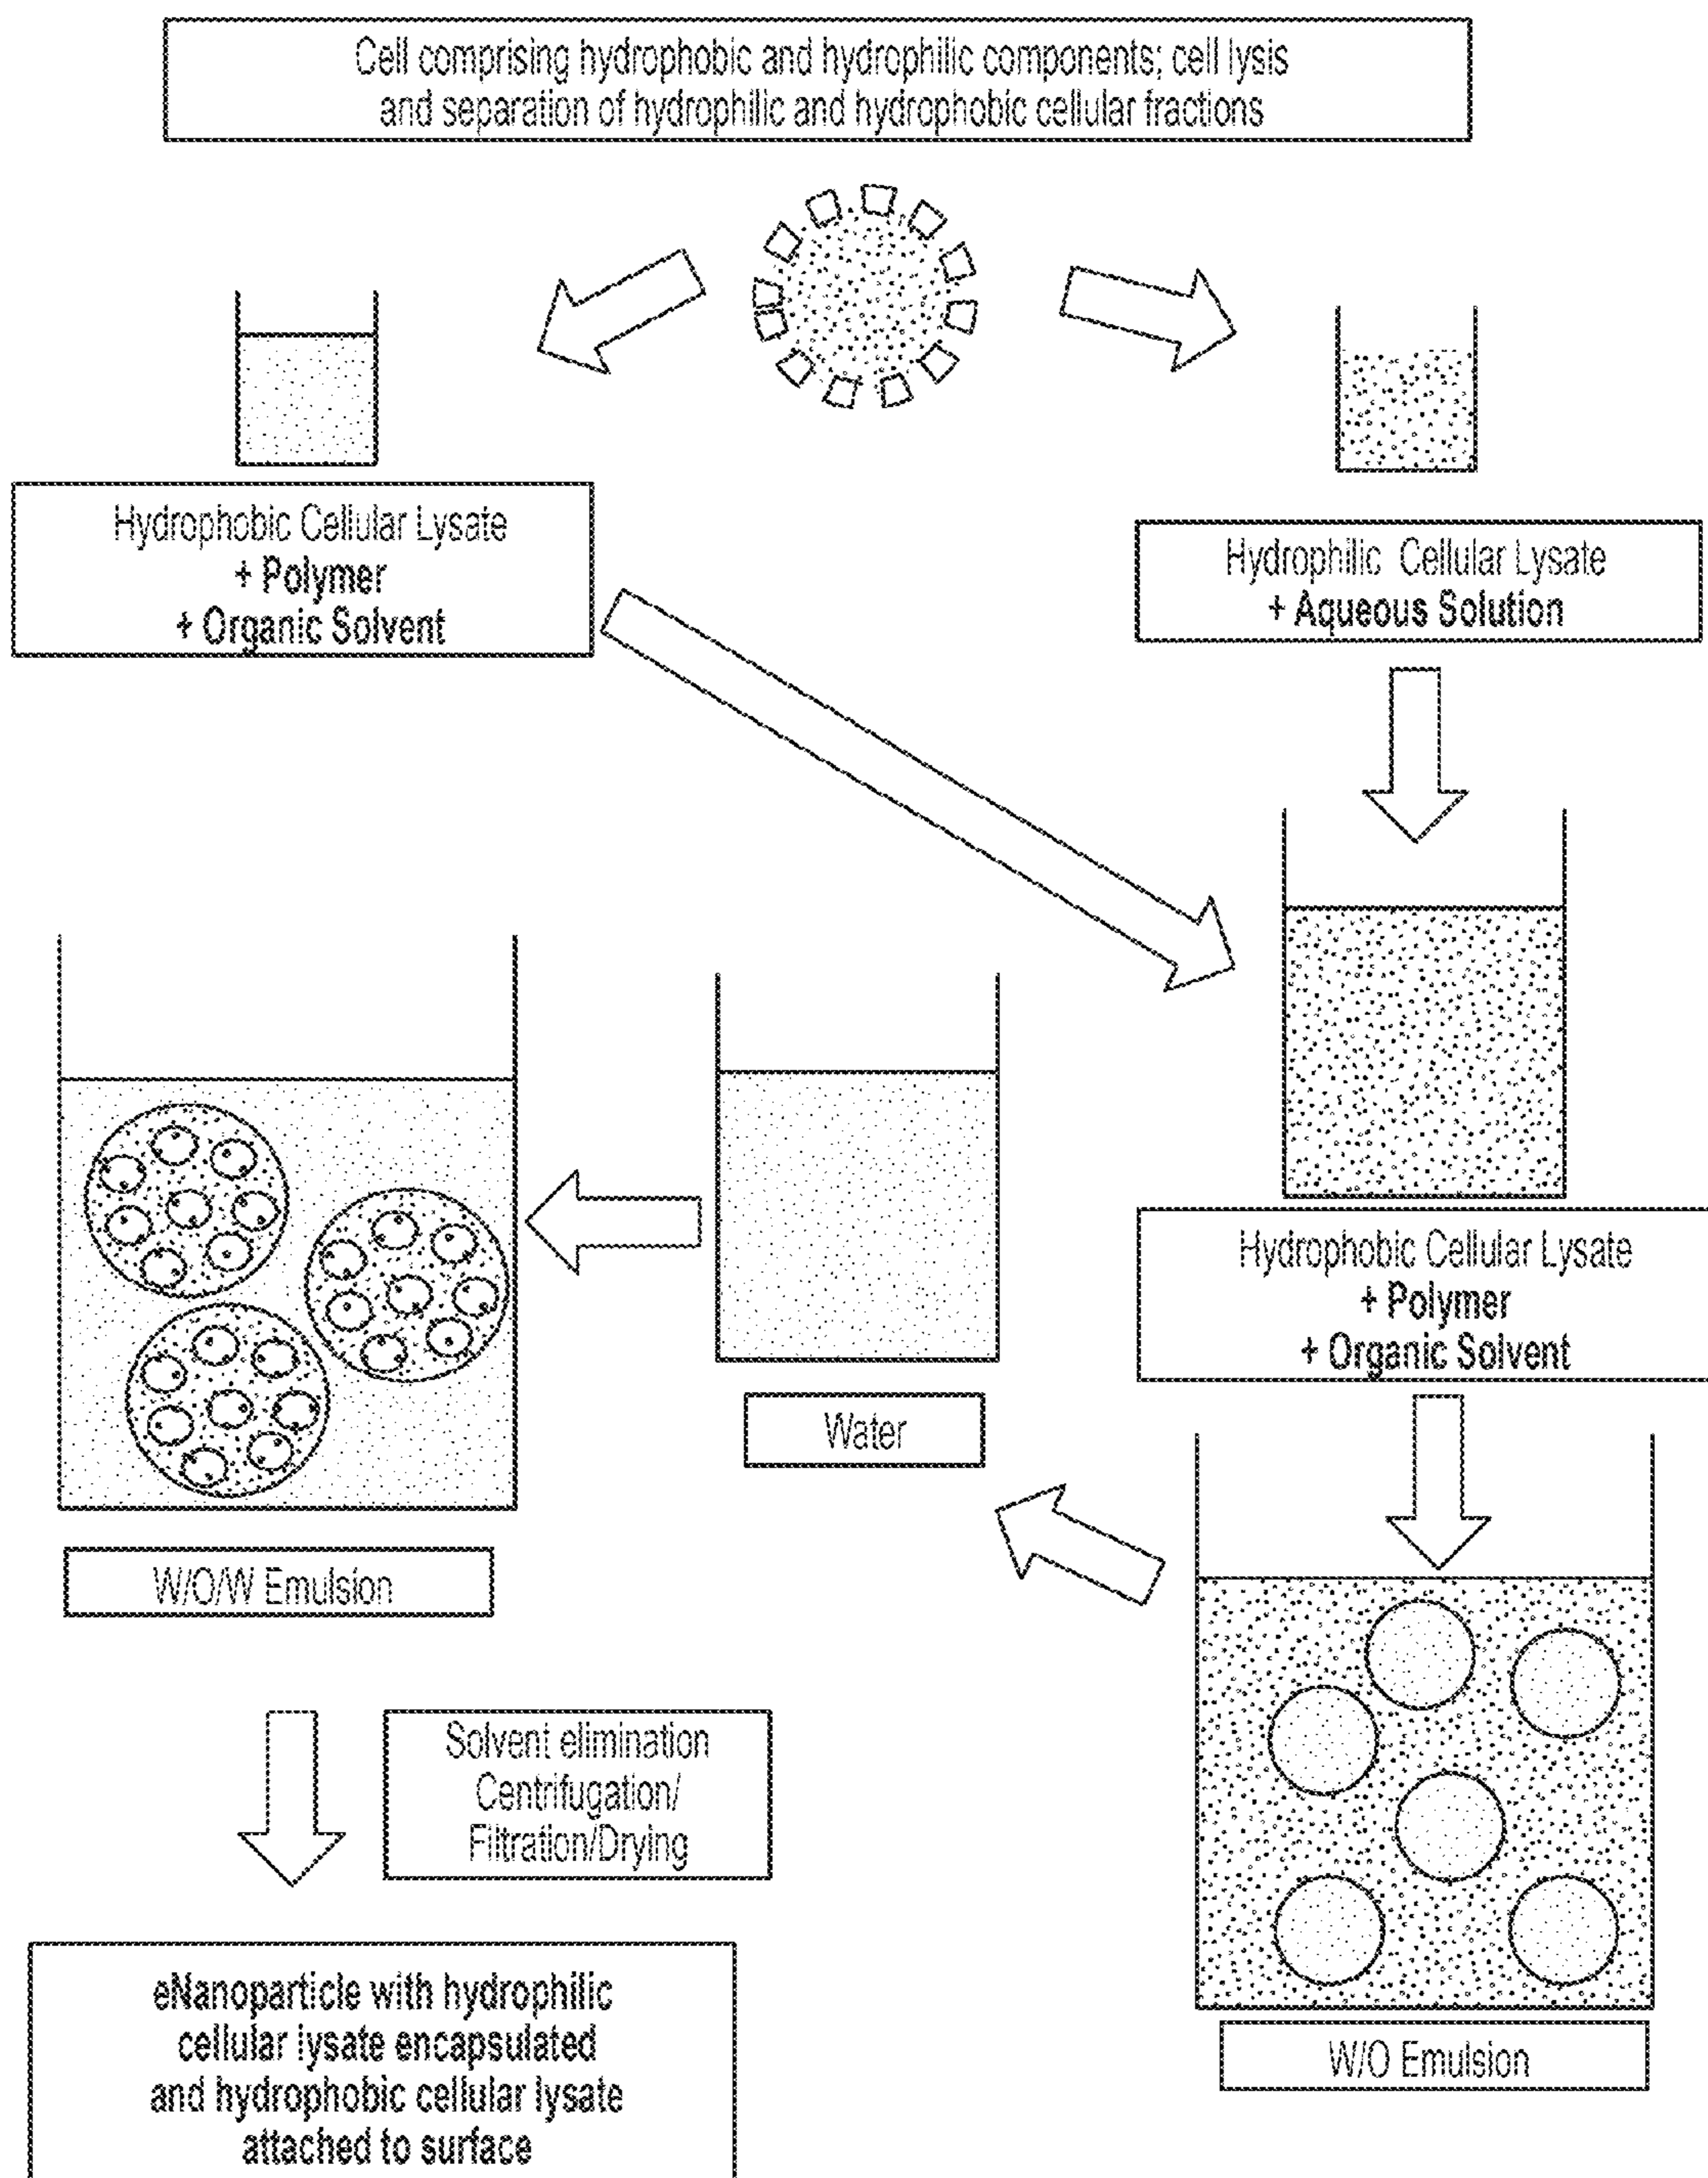 Cell comprising hydrophobic and hydrophilic components; cell lysis
and separation of hydrophilic and hydrophobic cellular fractions
Hydrophobic Cellular Lysate
+ Polymer
+ Organic Solvent
Hydrophilic Cellular Lysate
+ Aqueous Solution
Hydrophobic Cellular Lysate
+ Polymer
+ Organic Solvent
Water
W/O/W Emulsion
Solvent elimination
Centrifugation/
Filtration/Drying
W/O Emulsion
eNanoparticle with hydrophilic
cellular lysate encapsulated
and hydrophobic cellular lysate
attached to surface